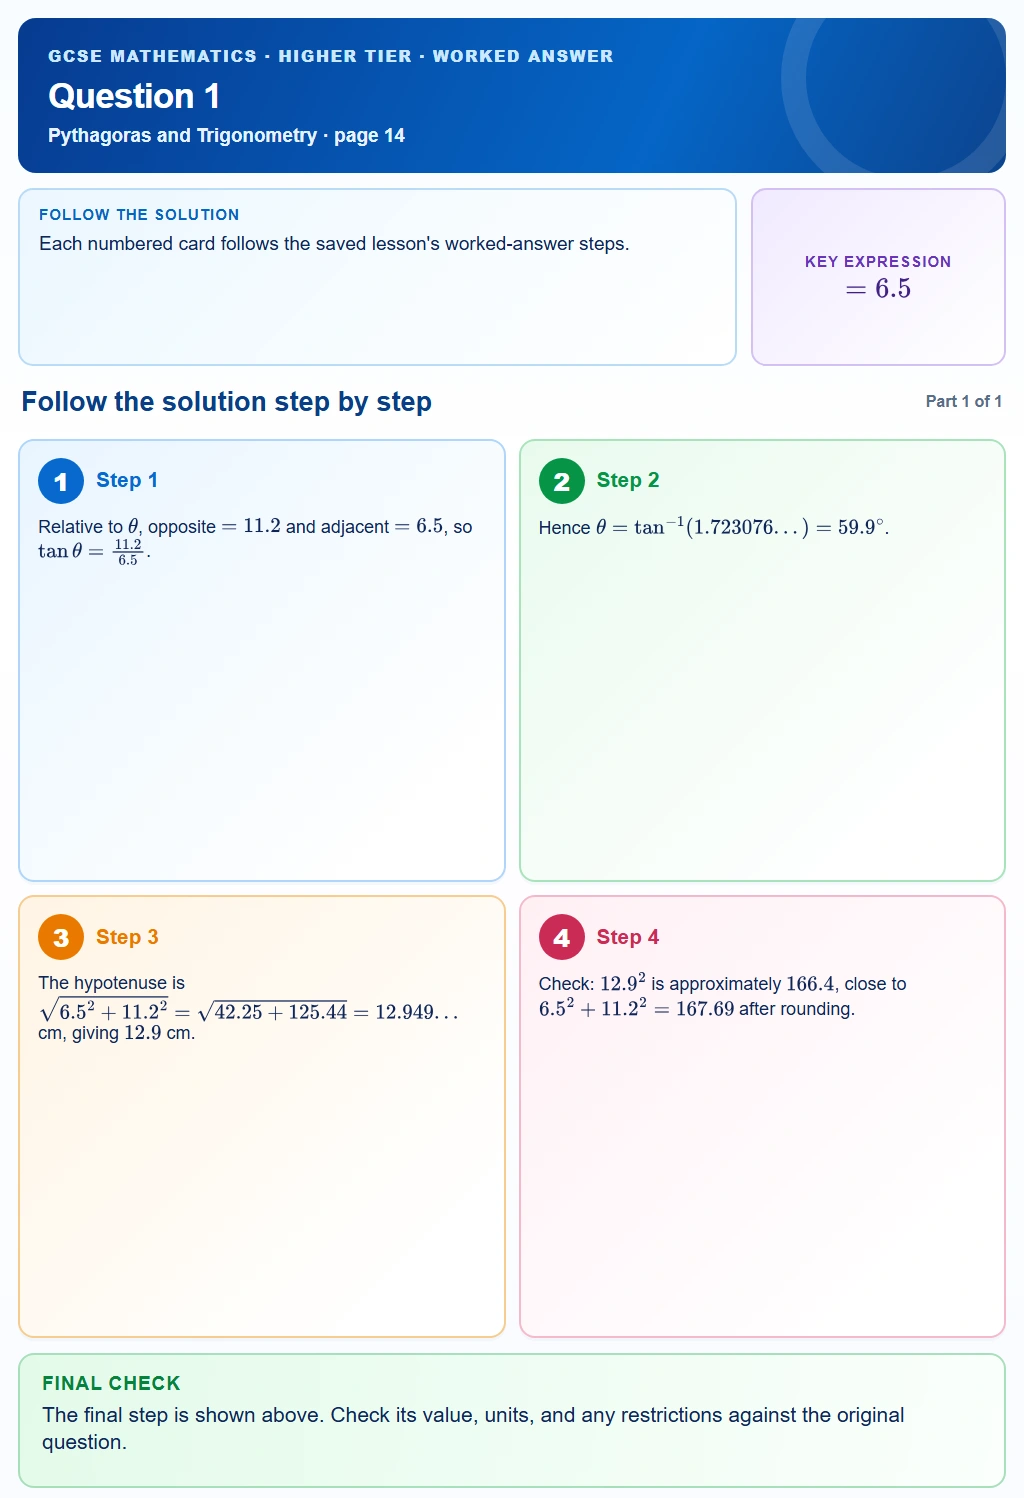 GCSE MATHEMATICS · HIGHER TIER · WORKED ANSWER
Question 1
Pythagoras and Trigonometry · page 14
FOLLOW THE SOLUTION
Each numbered card follows the saved lesson's worked-answer steps.
KEY EXPRESSION
= 6.5
Follow the solution step by step
Part 1 of 1
1 Step 1
Relative to θ, opposite = 11.2 and adjacent = 6.5, so
tan θ = 11.2/6.5.
2 Step 2
Hence θ = tan⁻¹(1.723076…) = 59.9°.
3 Step 3
The hypotenuse is
√(6.5² + 11.2²) = √(42.25 + 125.44) = 12.949…
cm, giving 12.9 cm.
4 Step 4
Check: 12.9² is approximately 166.4, close to
6.5² + 11.2² = 167.69 after rounding.
FINAL CHECK
The final step is shown above. Check its value, units, and any restrictions against the original
question.